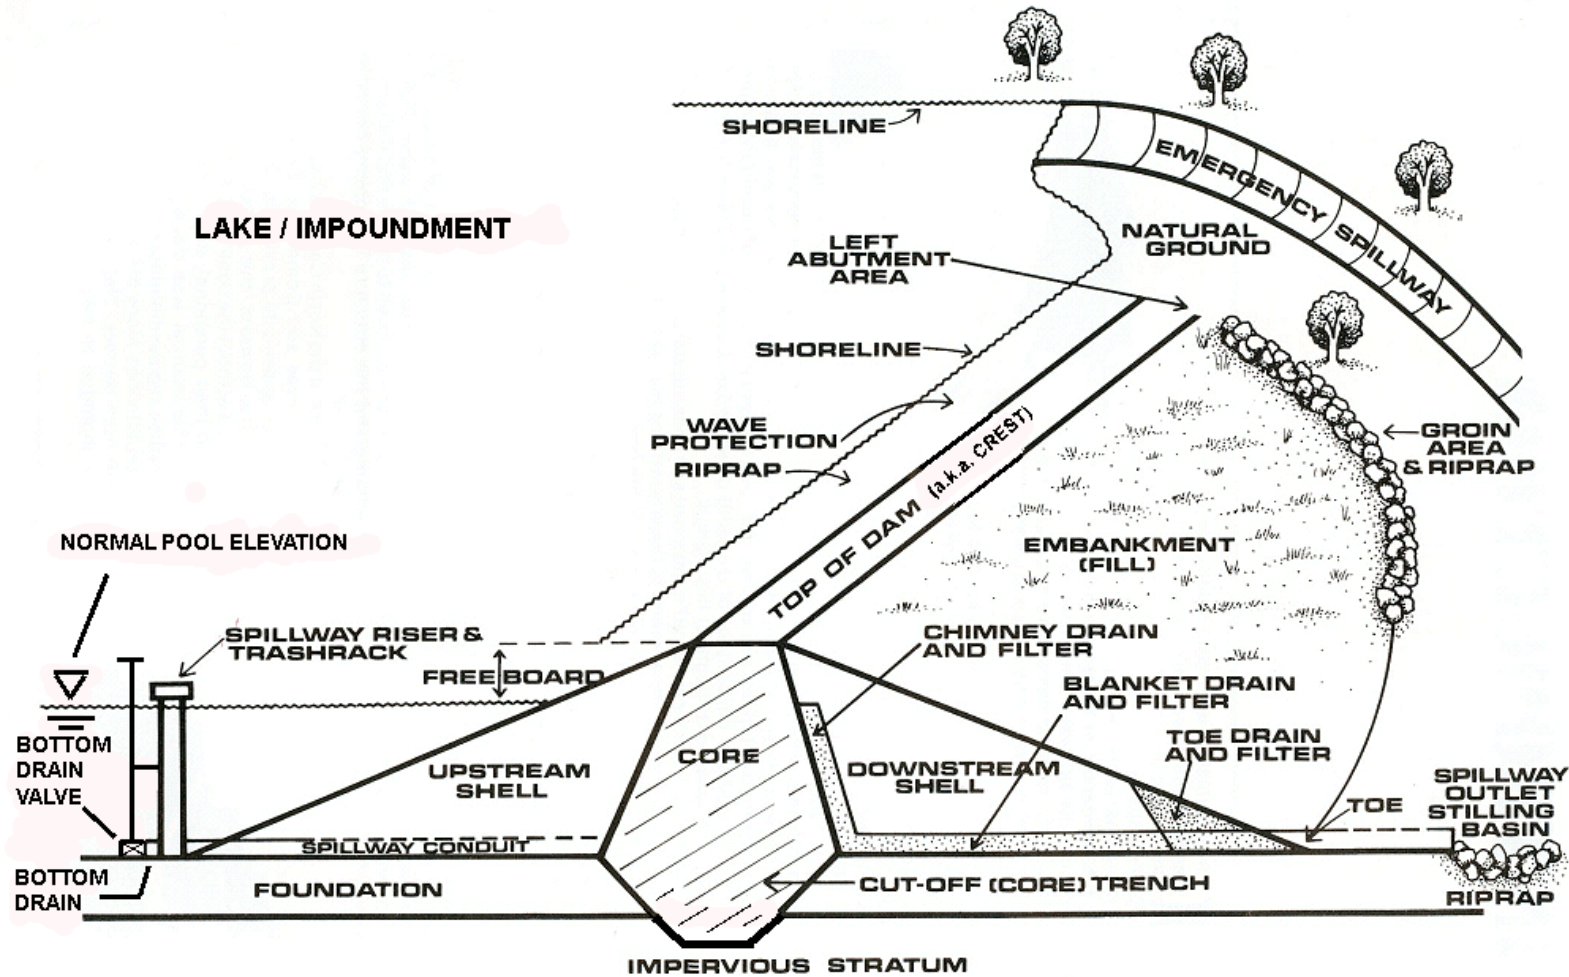 SHORELINE
EMERGENCY SPILLWAY
LAKE / IMPOUNDMENT
NATURAL
GROUND
LEFT
ABUTMENT
AREA
SHORELINE
WAVE
PROTECTION
RIPRAP
GROIN
AREA
& RIPRAP
TOP OF DAM (a.k.a. CREST)
NORMAL POOL ELEVATION
EMBANKMENT
(FILL)
SPILLWAY RISER &
TRASHRACK
FREEBOARD
CHIMNEY DRAIN
AND FILTER
BLANKET DRAIN
AND FILTER
TOE DRAIN
AND FILTER
BOTTOM
DRAIN
VALVE
UPSTREAM
SHELL
CORE
DOWNSTREAM
SHELL
SPILLWAY
OUTLET
STILLING
BASIN
TOE
SPILLWAY CONDUIT
BOTTOM
DRAIN
FOUNDATION
CUT-OFF (CORE) TRENCH
RIPRAP
IMPERVIOUS STRATUM